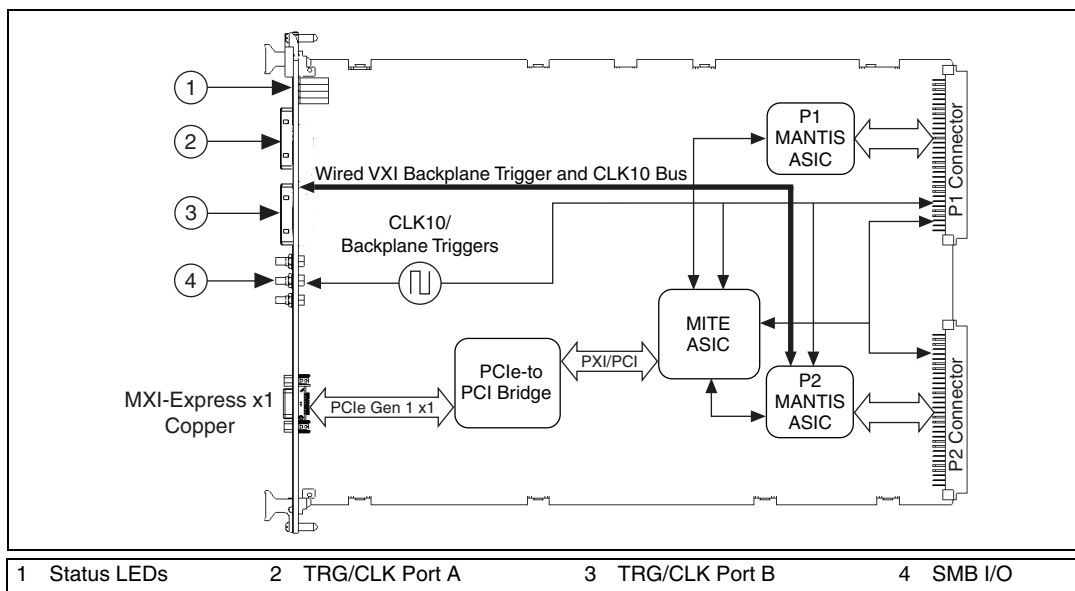 1
2
3
4
P1
MANTIS
ASIC
P1 Connector
Wired VXI Backplane Trigger and CLK10 Bus
CLK10/
Backplane Triggers
MITE
ASIC
PXI/PCI
PCIe-to
PCI Bridge
PCIe Gen 1 x1
MXI-Express x1
Copper
P2
MANTIS
ASIC
P2 Connector
1 Status LEDs 2 TRG/CLK Port A 3 TRG/CLK Port B 4 SMB I/O